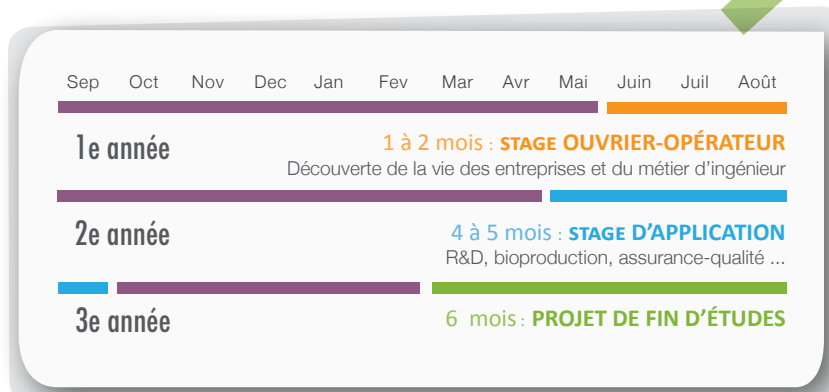 Sep Oct Nov Dec Jan Fev Mar Avr Mai Juin Juil Août
1e année
1 à 2 mois : STAGE OUVRIER-OPÉRATEUR
Découverte de la vie des entreprises et du métier d'ingénieur
2e année
4 à 5 mois : STAGE D'APPLICATION
R&D, bioproduction, assurance-qualité ...
3e année
6 mois : PROJET DE FIN D'ÉTUDES